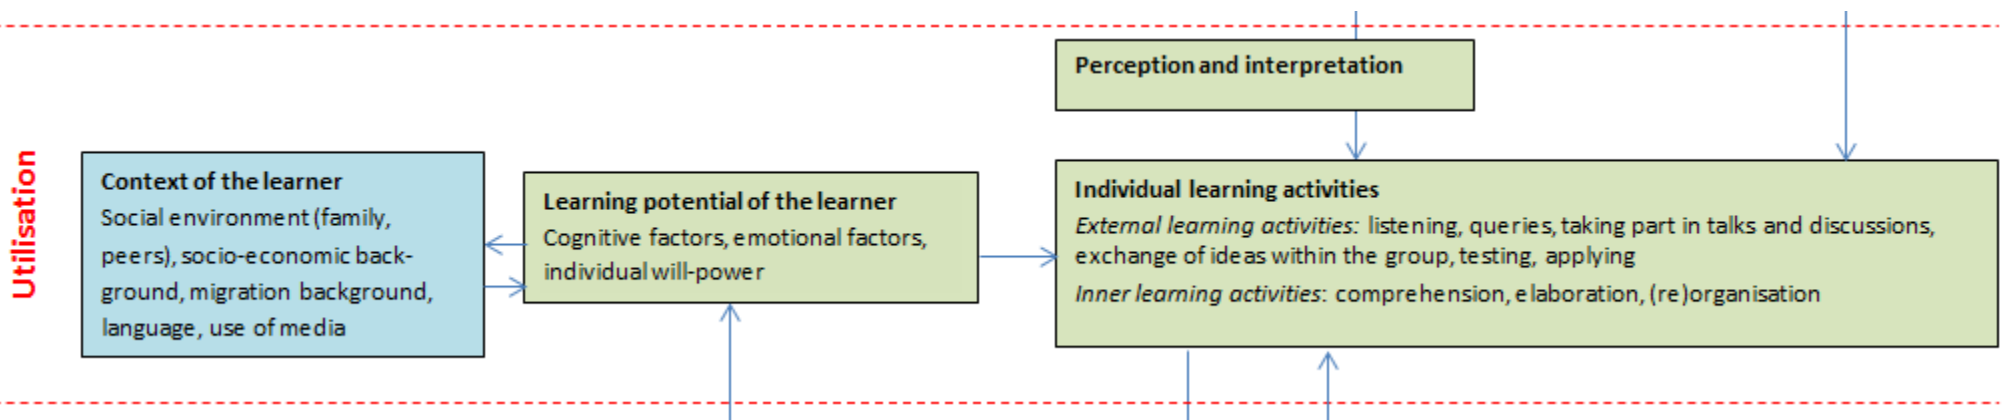 Utilisation
Perception and interpretation
Context of the learner
Social environment (family,
peers), socio-economic back-
ground, migration background,
language, use of media
Learning potential of the learner
Cognitive factors, emotional factors,
individual will-power
Individual learning activities
External learning activities: listening, queries, taking part in talks and discussions,
exchange of ideas within the group, testing, applying
Inner learning activities: comprehension, elaboration, (re)organisation